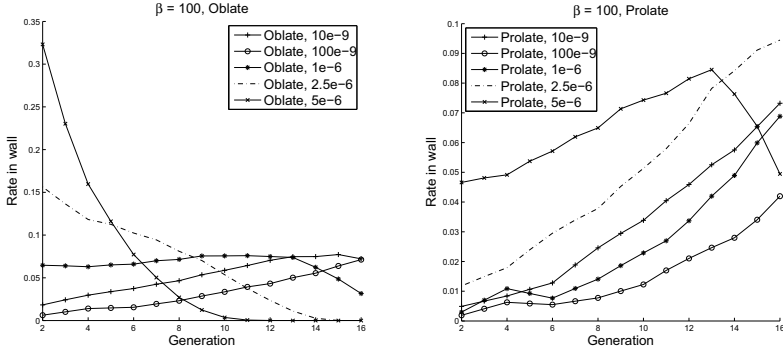 β = 100, Oblate
Rate in wall
0.35
0.3
0.25
0.2
0.15
0.1
0.05
0
2
4
6
8
10
12
14
16
Generation
Oblate, 10e−9
Oblate, 100e−9
Oblate, 1e−6
Oblate, 2.5e−6
Oblate, 5e−6
β = 100, Prolate
Rate in wall
0.1
0.09
0.08
0.07
0.06
0.05
0.04
0.03
0.02
0.01
0
2
4
6
8
10
12
14
16
Generation
Prolate, 10e−9
Prolate, 100e−9
Prolate, 1e−6
Prolate, 2.5e−6
Prolate, 5e−6